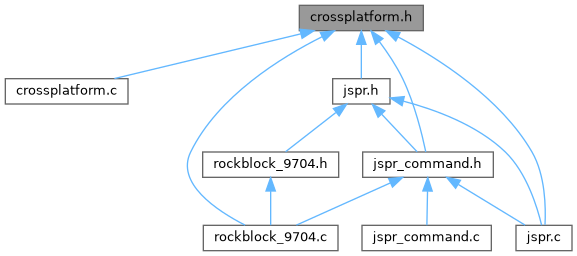 crossplatform.h
crossplatform.c
jspr.h
rockblock_9704.h
jspr_command.h
rockblock_9704.c
jspr_command.c
jspr.c